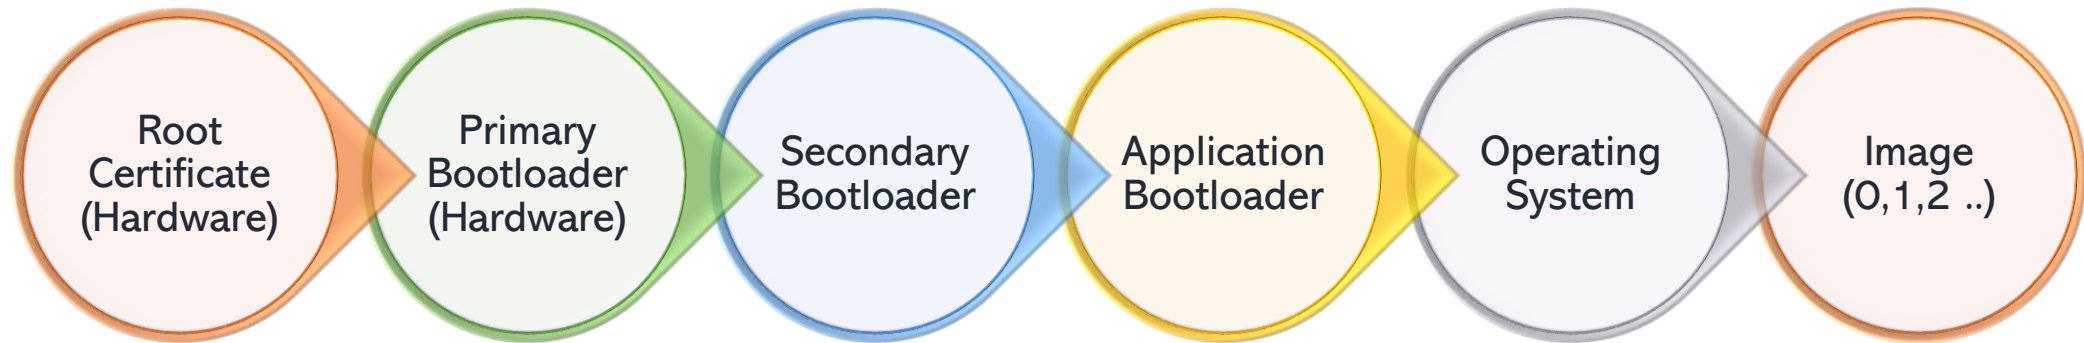 Root
Certificate
(Hardware)
Primary
Bootloader
(Hardware)
Secondary
Bootloader
Application
Bootloader
Operating
System
Image
(0,1,2 ..)